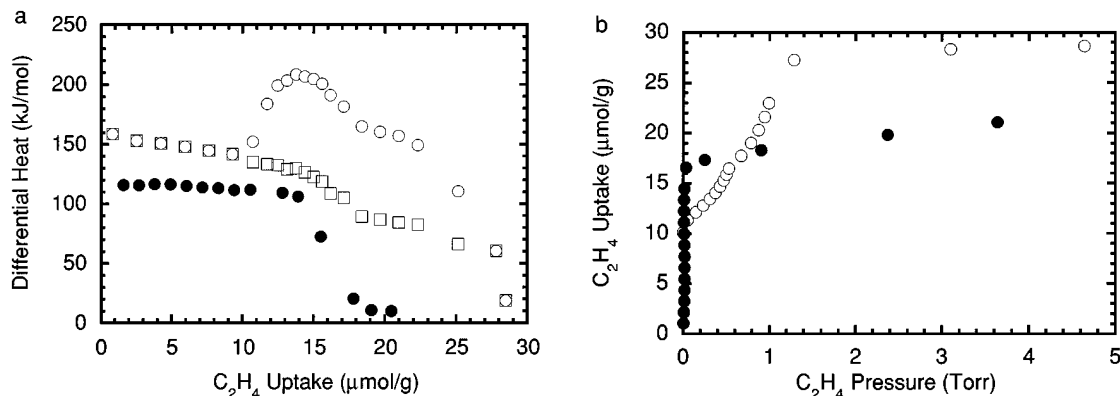 a
250
200
150
100
50
0
Differential Heat (kJ/mol)
0 5 10 15 20 25 30
C₂H₄ Uptake (μmol/g)
b
30
25
20
15
10
5
0
C₂H₄ Uptake (μmol/g)
0 1 2 3 4 5
C₂H₄ Pressure (Torr)